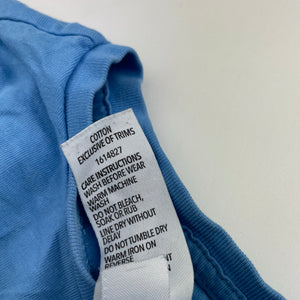 COTTON
EXCLUSIVE OF TRIMS
1614827
CARE INSTRUCTIONS
WASH BEFORE WEAR
WARM MACHINE
WASH
DO NOT BLEACH,
SOAK OR RUB
LINE DRY WITHOUT
DELAY
DO NOT TUMBLE DRY
WARM IRON ON
REVERSE